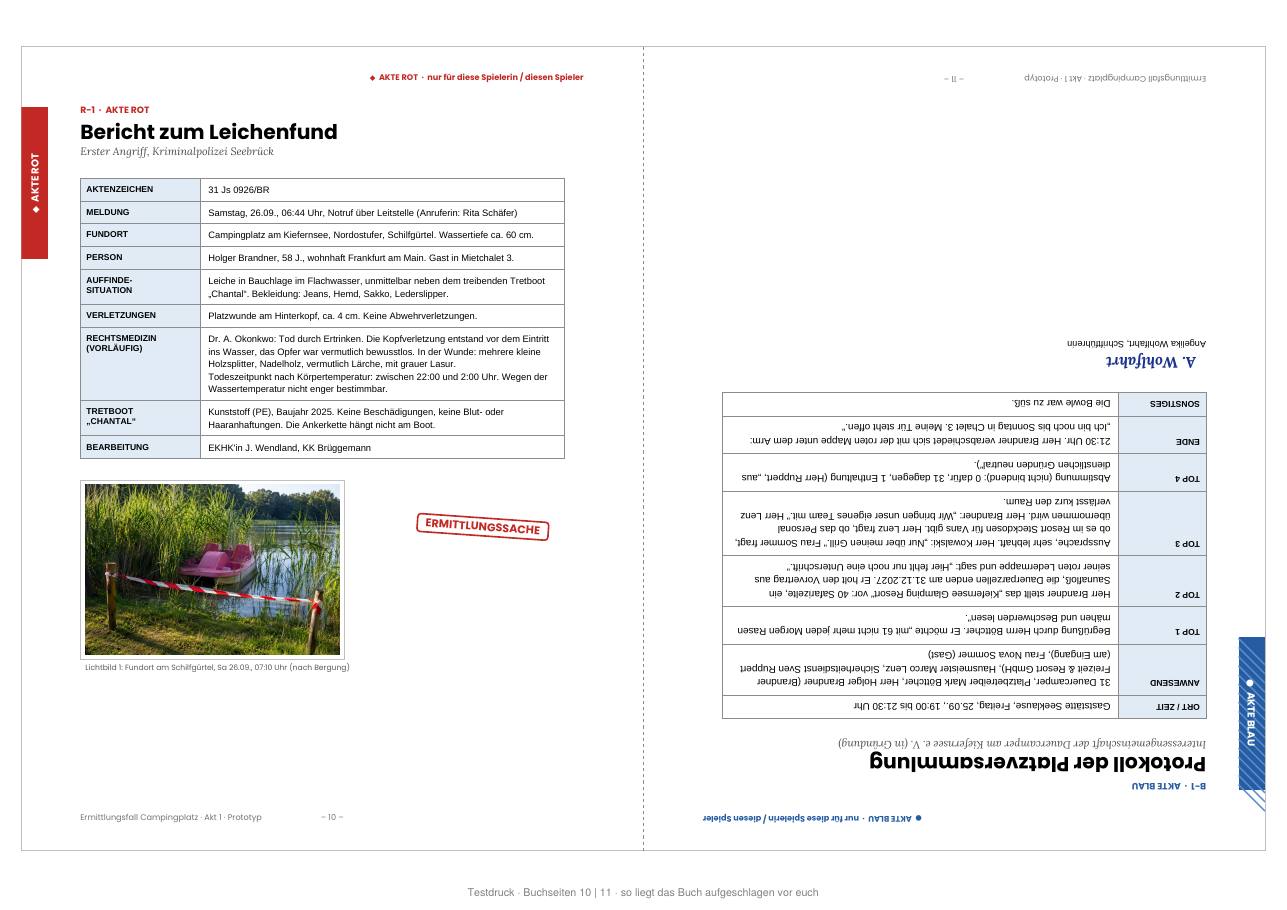 ◆ AKTE ROT · nur für diese Spielerin / diesen Spieler
◆ AKTE ROT
R-1 · AKTE ROT
Bericht zum Leichenfund
Erster Angriff, Kriminalpolizei Seebrück
AKTENZEICHEN
31 Js 0926/BR
MELDUNG
Samstag, 26.09., 06:44 Uhr, Notruf über Leitstelle (Anruferin: Rita Schäfer)
FUNDORT
Campingplatz am Kiefernsee, Nordostufer, Schilfgürtel. Wassertiefe ca. 60 cm.
PERSON
Holger Brandner, 58 J., wohnhaft Frankfurt am Main. Gast in Mietchalet 3.
AUFFINDE-
SITUATION
Leiche in Bauchlage im Flachwasser, unmittelbar neben dem treibenden Tretboot
„Chantal“. Bekleidung: Jeans, Hemd, Sakko, Lederslipper.
VERLETZUNGEN
Platzwunde am Hinterkopf, ca. 4 cm. Keine Abwehrverletzungen.
RECHTSMEDIZIN
(VORLÄUFIG)
Dr. A. Okonkwo: Tod durch Ertrinken. Die Kopfverletzung entstand vor dem Eintritt
ins Wasser, das Opfer war vermutlich bewusstlos. In der Wunde: mehrere kleine
Holzsplitter, Nadelholz, vermutlich Lärche, mit grauer Lasur.
Todeszeitpunkt nach Körpertemperatur: zwischen 22:00 und 2:00 Uhr. Wegen der
Wassertemperatur nicht enger bestimmbar.
TRETBOOT
„CHANTAL“
Kunststoff (PE), Baujahr 2025. Keine Beschädigungen, keine Blut- oder
Haaranhaftungen. Die Ankerkette hängt nicht am Boot.
BEARBEITUNG
EKHK'in J. Wendland, KK Brüggemann
ERMITTLUNGSSACHE
Lichtbild 1: Fundort am Schilfgürtel, Sa 26.09., 07:10 Uhr (nach Bergung)
Ermittlungsfall Campingplatz · Akt 1 · Prototyp
– 10 –
● AKTE BLAU · nur für diese Spielerin / diesen Spieler
● AKTE BLAU
B-1 · AKTE BLAU
Protokoll der Platzversammlung
Interessengemeinschaft der Dauercamper am Kiefernsee e. V. (in Gründung)
ORT / ZEIT
Gaststätte Seeklause, Freitag, 25.09., 19:00 bis 21:30 Uhr
ANWESEND
31 Dauercamper, Platzbetreiber Mark Böttcher, Herr Holger Brandner (Brandner
Freizeit & Resort GmbH), Hausmeister Marco Lenz, Sicherheitsdienst Sven Ruppert
(am Eingang), Frau Nova Sommer (Gast)
TOP 1
Begrüßung durch Herrn Böttcher. Er möchte „mit 61 nicht mehr jeden Morgen Rasen
mähen und Beschwerden lesen“.
TOP 2
Herr Brandner stellt das „Kiefernsee Glamping Resort“ vor: 40 Safarizelte, ein
Saunafloß, die Dauerparzellen enden am 31.12.2027. Er holt den Vorvertrag aus
seiner roten Ledermappe und sagt: „Hier fehlt nur noch eine Unterschrift.“
TOP 3
Aussprache, sehr lebhaft. Herr Kowalski: „Nur über meinen Grill.“ Frau Sommer fragt,
ob es im Resort Steckdosen für Vans gibt. Herr Lenz fragt, ob das Personal
übernommen wird. Herr Brandner: „Wir bringen unser eigenes Team mit.“ Herr Lenz
verlässt kurz den Raum.
TOP 4
Abstimmung (nicht bindend): 0 dafür, 31 dagegen, 1 Enthaltung (Herr Ruppert, „aus
dienstlichen Gründen neutral“).
ENDE
21:30 Uhr. Herr Brandner verabschiedet sich mit der roten Mappe unter dem Arm:
„Ich bin noch bis Sonntag in Chalet 3. Meine Tür steht offen.“
SONSTIGES
Die Bowle war zu süß.
A. Wohlfahrt
Angelika Wohlfahrt, Schriftführerin
Ermittlungsfall Campingplatz · Akt 1 · Prototyp
– 11 –
Testdruck · Buchseiten 10 | 11 · so liegt das Buch aufgeschlagen vor euch